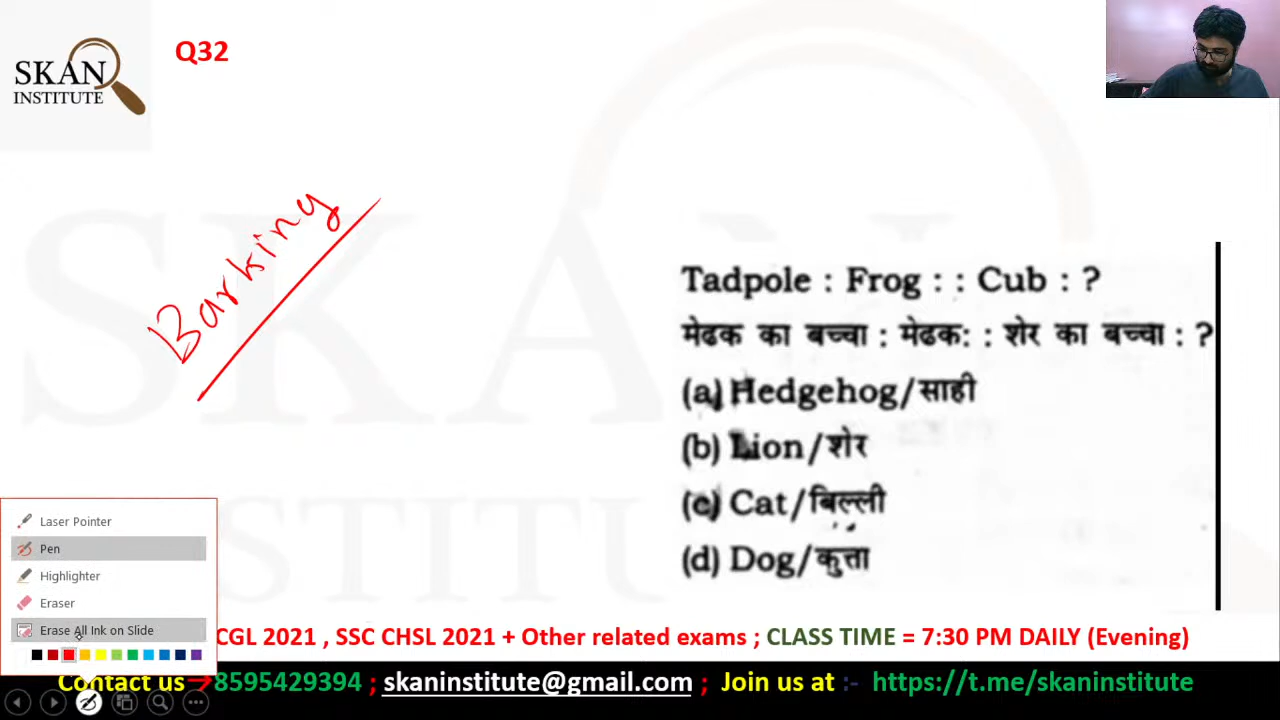 SKAN
INSTITUTE
Q32
Barking
Tadpole : Frog : : Cub : ?
मेढक का बच्चा : मेढक: : शेर का बच्चा : ?
(a) Hedgehog/साही
(b) Lion/शेर
(c) Cat/बिल्ली
(d) Dog/कुत्ता
Laser Pointer
Pen
Highlighter
Eraser
Erase All Ink on Slide
CGL 2021 , SSC CHSL 2021 + Other related exams ; CLASS TIME = 7:30 PM DAILY (Evening)
Contact us →8595429394 ; skaninstitute@gmail.com ; Join us at :- https://t.me/skaninstitute
SKAN
INSTITUTE